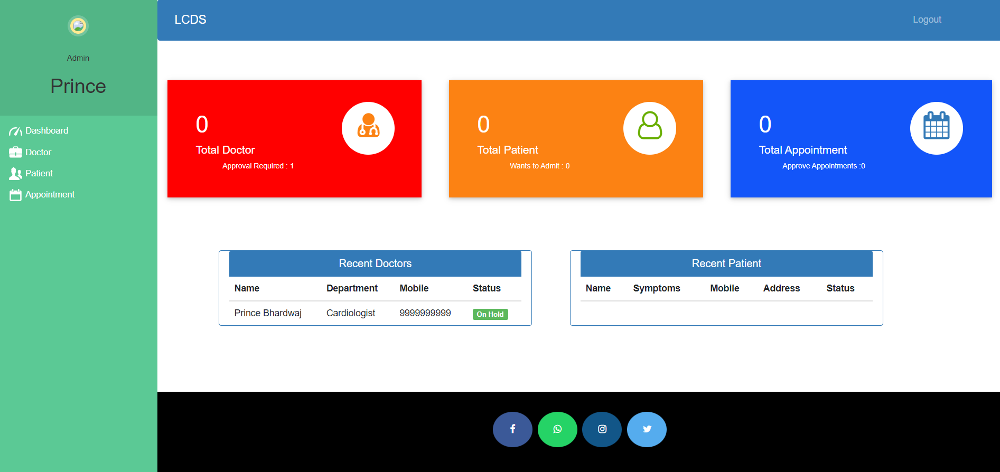 Admin
Prince
Dashboard
Doctor
Patient
Appointment
LCDS
Logout
0
Total Doctor
Approval Required : 1
0
Total Patient
Wants to Admit : 0
0
Total Appointment
Approve Appointments :0
Recent Doctors
Name Department Mobile Status
Prince Bhardwaj Cardiologist 9999999999 On Hold
Recent Patient
Name Symptoms Mobile Address Status